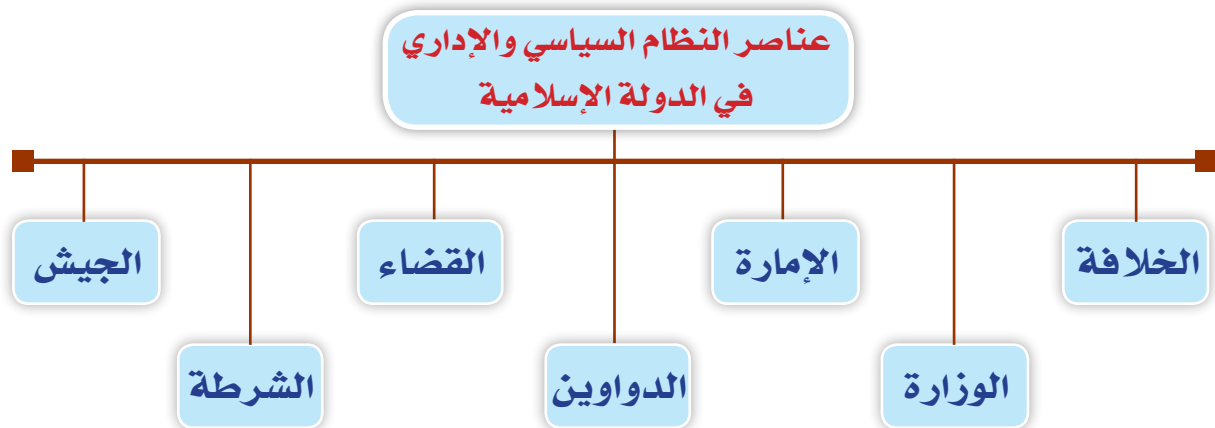 عناصر النظام السياسي والإداري
في الدولة الإسلامية
الخلافة
الوزارة
الإمارة
الدواوين
القضاء
الشرطة
الجيش